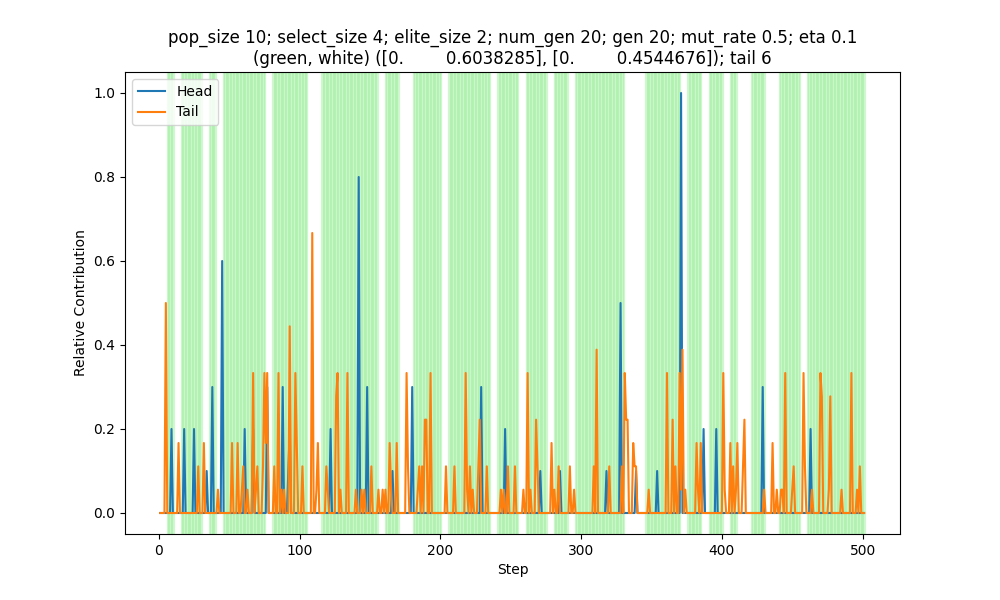 pop_size 10; select_size 4; elite_size 2; num_gen 20; gen 20; mut_rate 0.5; eta 0.1
(green, white) ([0. 0.6038285], [0. 0.4544676]); tail 6
Head
Tail
1.0
0.8
0.6
0.4
0.2
0.0
Relative Contribution
0 100 200 300 400 500
Step